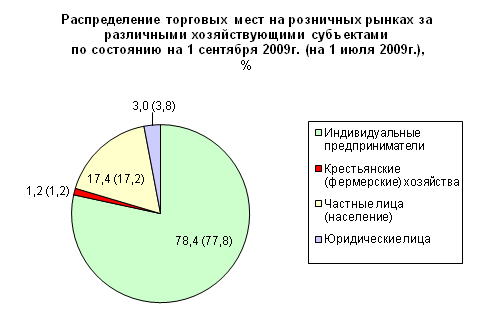 Распределение торговых мест на розничных рынках за
различными хозяйствующими субъектами
по состоянию на 1 сентября 2009г. (на 1 июля 2009г.),
%
3,0 (3,8)
17,4 (17,2)
1,2 (1,2)
78,4 (77,8)
Индивидуальные
предприниматели
Крестьянские
(фермерские) хозяйства
Частные лица
(население)
Юридические лица